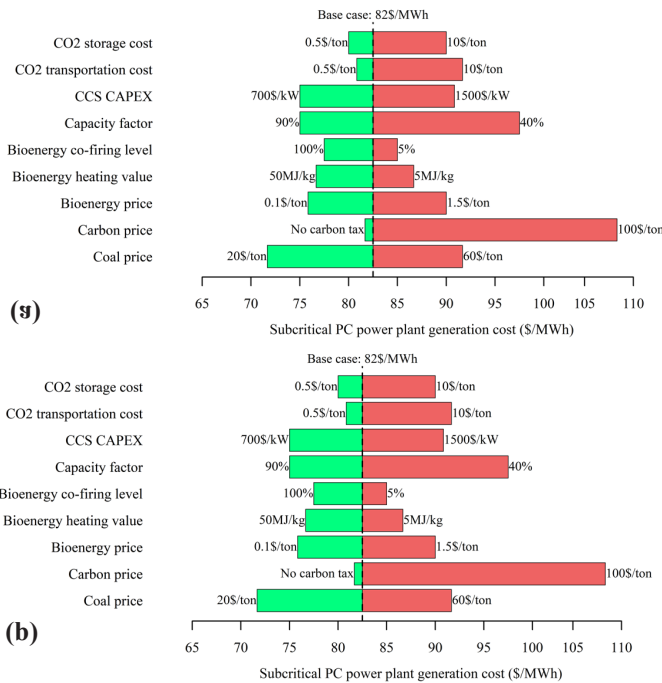 Base case: 82$/MWh
CO2 storage cost 0.5$/ton 10$/ton
CO2 transportation cost 0.5$/ton 10$/ton
CCS CAPEX 700$/kW 1500$/kW
Capacity factor 90% 40%
Bioenergy co-firing level 100% 5%
Bioenergy heating value 50MJ/kg 5MJ/kg
Bioenergy price 0.1$/ton 1.5$/ton
Carbon price No carbon tax 100$/ton
Coal price 20$/ton 60$/ton
65 70 75 80 85 90 95 100 105 110
(ย)
Subcritical PC power plant generation cost ($/MWh)
Base case: 82$/MWh
CO2 storage cost 0.5$/ton 10$/ton
CO2 transportation cost 0.5$/ton 10$/ton
CCS CAPEX 700$/kW 1500$/kW
Capacity factor 90% 40%
Bioenergy co-firing level 100% 5%
Bioenergy heating value 50MJ/kg 5MJ/kg
Bioenergy price 0.1$/ton 1.5$/ton
Carbon price No carbon tax 100$/ton
Coal price 20$/ton 60$/ton
65 70 75 80 85 90 95 100 105 110
(b)
Subcritical PC power plant generation cost ($/MWh)